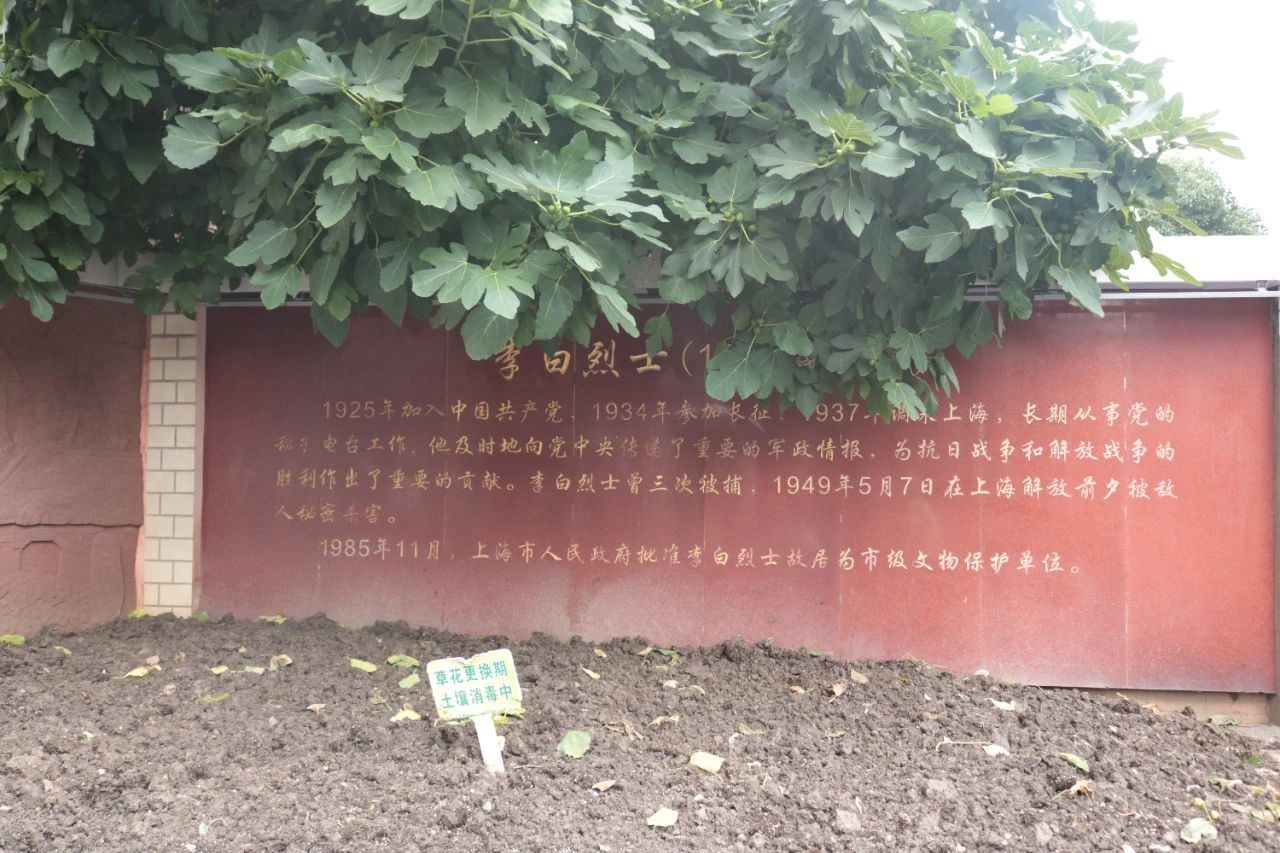 李白烈士(1
1925年加入中国共产党，1934年参加长征，1937年调来上海，长期从事党的
秘密电台工作，他及时地向党中央传递了重要的军政情报，为抗日战争和解放战争的
胜利作出了重要的贡献。李白烈士曾三次被捕，1949年5月7日在上海解放前夕被敌
人秘密杀害。
1985年11月，上海市人民政府批准李白烈士故居为市级文物保护单位。
草花更换期
土壤消毒中